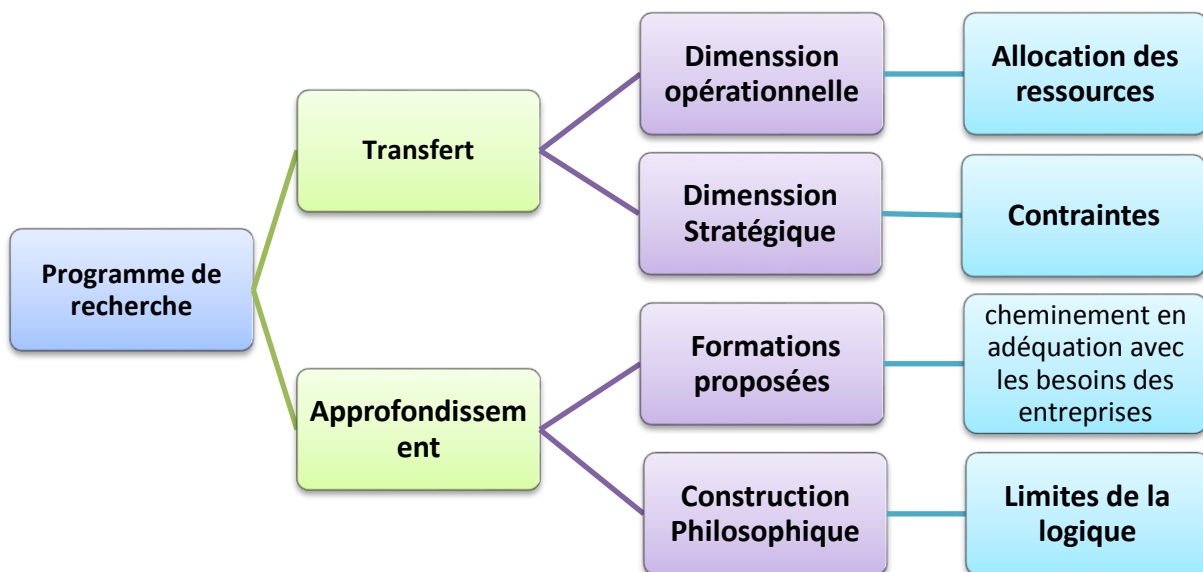 Programme de
recherche
Transfert
Approfondissem
ent
Dimenssion
opérationnelle
Dimenssion
Stratégique
Formations
proposées
Construction
Philosophique
Allocation des
ressources
Contraintes
cheminement en
adéquation avec
les besoins des
entreprises
Limites de la
logique